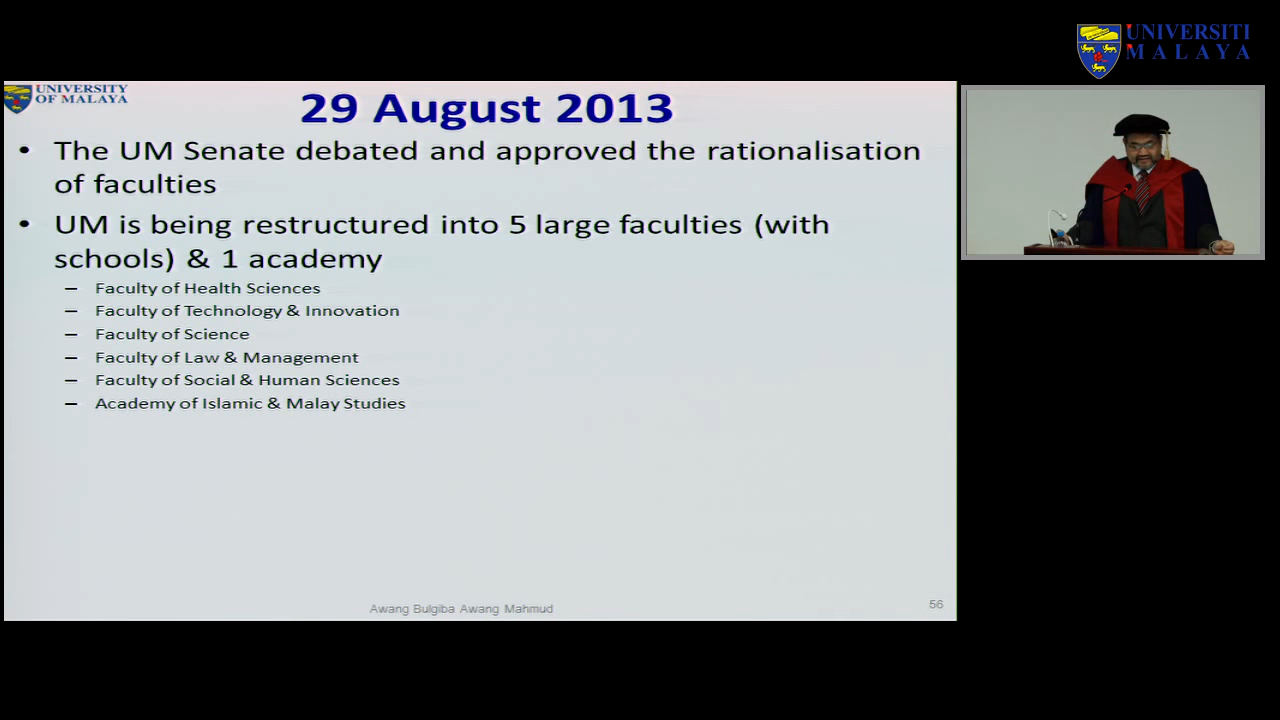 UNIVERSITI
MALAYA
UNIVERSITY
OF MALAYA
29 August 2013
• The UM Senate debated and approved the rationalisation
of faculties
• UM is being restructured into 5 large faculties (with
schools) & 1 academy
– Faculty of Health Sciences
– Faculty of Technology & Innovation
– Faculty of Science
– Faculty of Law & Management
– Faculty of Social & Human Sciences
– Academy of Islamic & Malay Studies
Awang Bulgiba Awang Mahmud
56